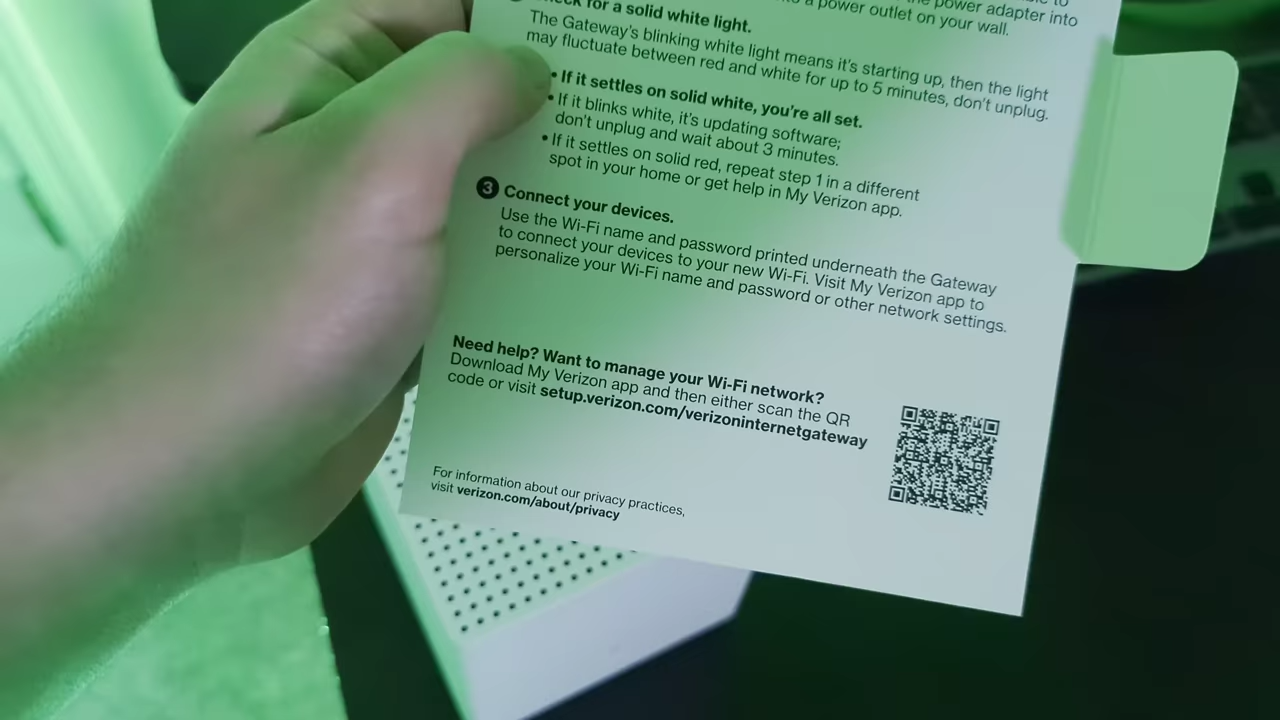 power adapter into
a power outlet on your wall.
for a solid white light.
The Gateway's blinking white light means it's starting up, then the light
may fluctuate between red and white for up to 5 minutes, don't unplug.
• If it settles on solid white, you're all set.
• If it blinks white, it's updating software;
don't unplug and wait about 3 minutes.
• If it settles on solid red, repeat step 1 in a different
spot in your home or get help in My Verizon app.
3 Connect your devices.
Use the Wi-Fi name and password printed underneath the Gateway
to connect your devices to your new Wi-Fi. Visit My Verizon app to
personalize your Wi-Fi name and password or other network settings.
Need help? Want to manage your Wi-Fi network?
Download My Verizon app and then either scan the QR
code or visit setup.verizon.com/verizoninternetgateway
For information about our privacy practices,
visit verizon.com/about/privacy